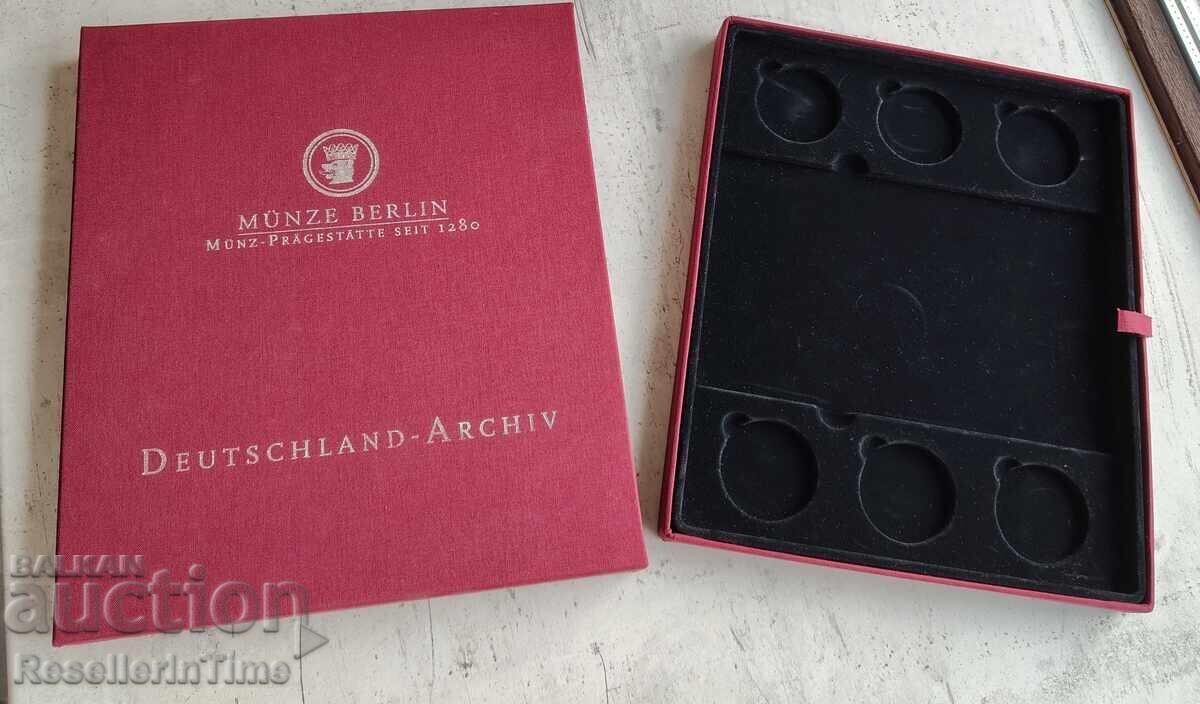 MÜNZE BERLIN
MÜNZ-PRÄGESTÄTTE SEIT 1280
DEUTSCHLAND-ARCHIV
BALKAN
auction
ResellerInTime